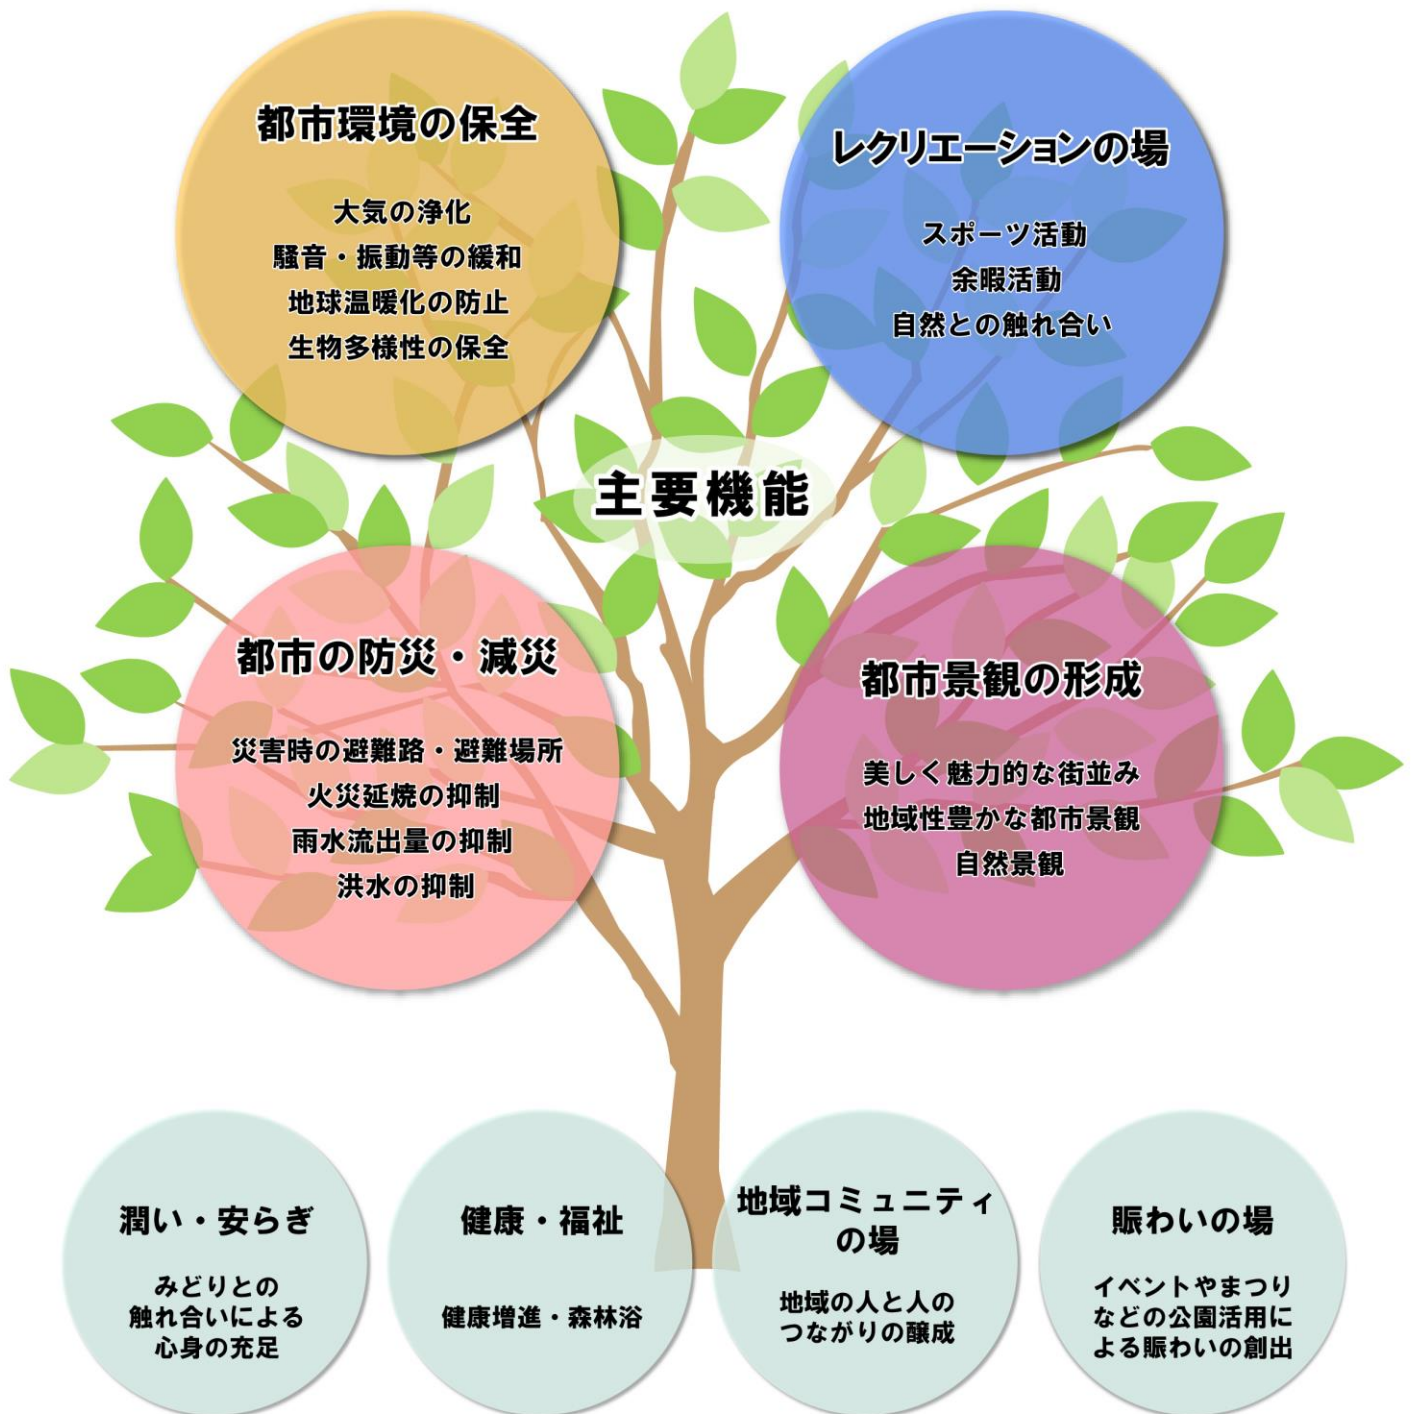 都市環境の保全
大気の浄化
騒音・振動等の緩和
地球温暖化の防止
生物多様性の保全
レクリエーションの場
スポーツ活動
余暇活動
自然との触れ合い
主要機能
都市の防災・減災
災害時の避難路・避難場所
火災延焼の抑制
雨水流出量の抑制
洪水の抑制
都市景観の形成
美しく魅力的な街並み
地域性豊かな都市景観
自然景観
潤い・安らぎ
みどりとの
触れ合いによる
心身の充足
健康・福祉
健康増進・森林浴
地域コミュニティ
の場
地域の人と人の
つながりの醸成
賑わいの場
イベントやまつり
などの公園活用に
よる賑わいの創出